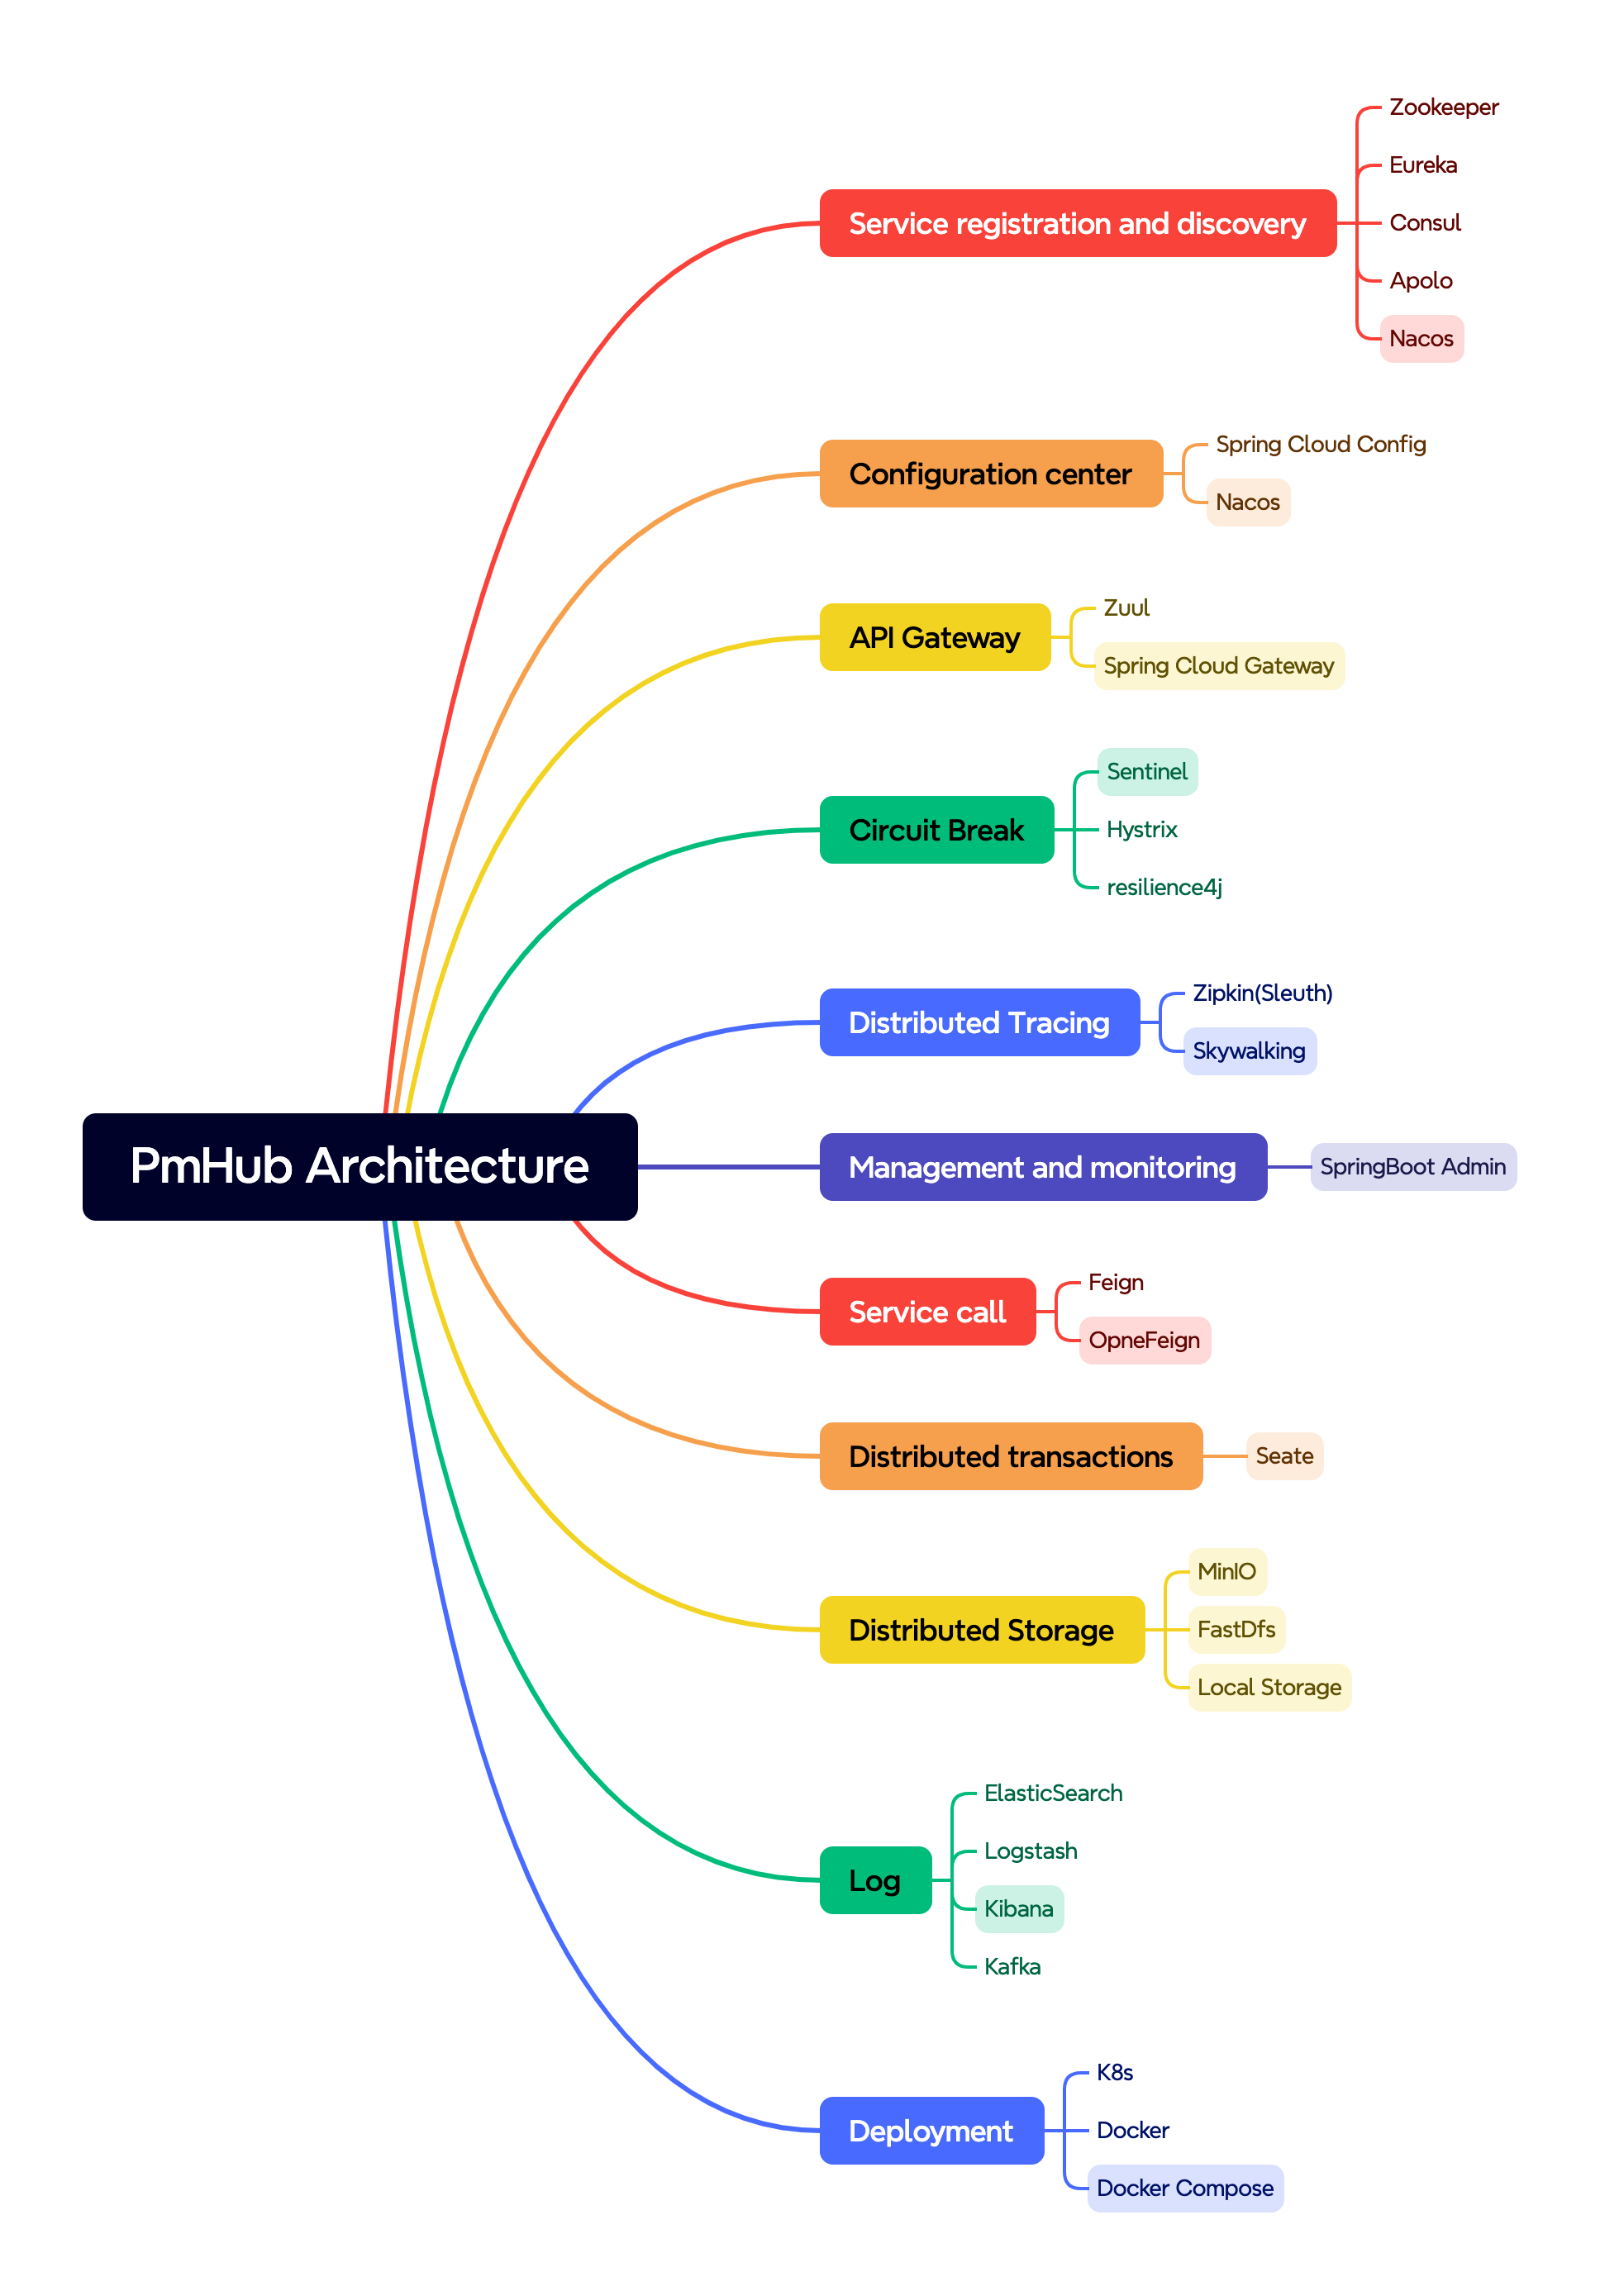 PmHub Architecture
Service registration and discovery
Zookeeper
Eureka
Consul
Apolo
Nacos
Configuration center
Spring Cloud Config
Nacos
API Gateway
Zuul
Spring Cloud Gateway
Circuit Break
Sentinel
Hystrix
resilience4j
Distributed Tracing
Zipkin(Sleuth)
Skywalking
Management and monitoring
SpringBoot Admin
Service call
Feign
OpneFeign
Distributed transactions
Seate
Distributed Storage
MinIO
FastDfs
Local Storage
Log
ElasticSearch
Logstash
Kibana
Kafka
Deployment
K8s
Docker
Docker Compose